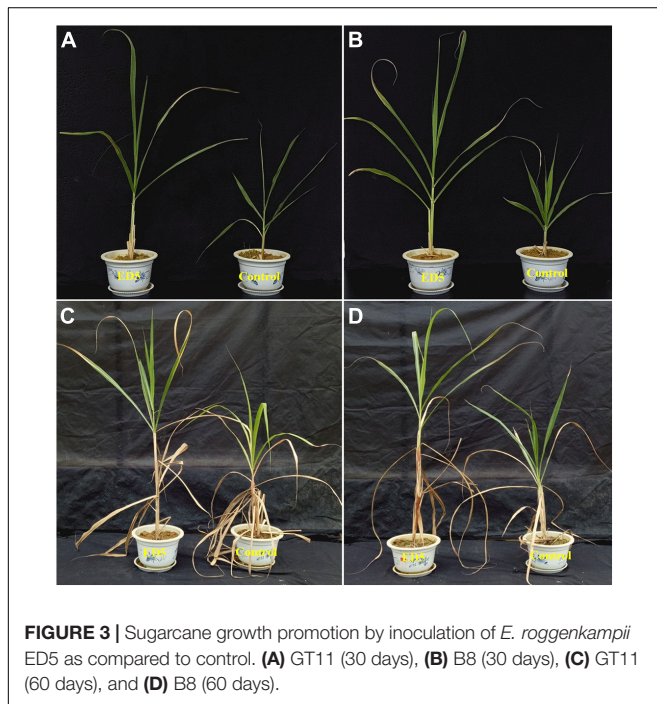 A
B
ED5
Control
ED5
Control
C
D
ED5
Control
ED5
Control
FIGURE 3 | Sugarcane growth promotion by inoculation of E. roggenkampii
ED5 as compared to control. (A) GT11 (30 days), (B) B8 (30 days), (C) GT11
(60 days), and (D) B8 (60 days).